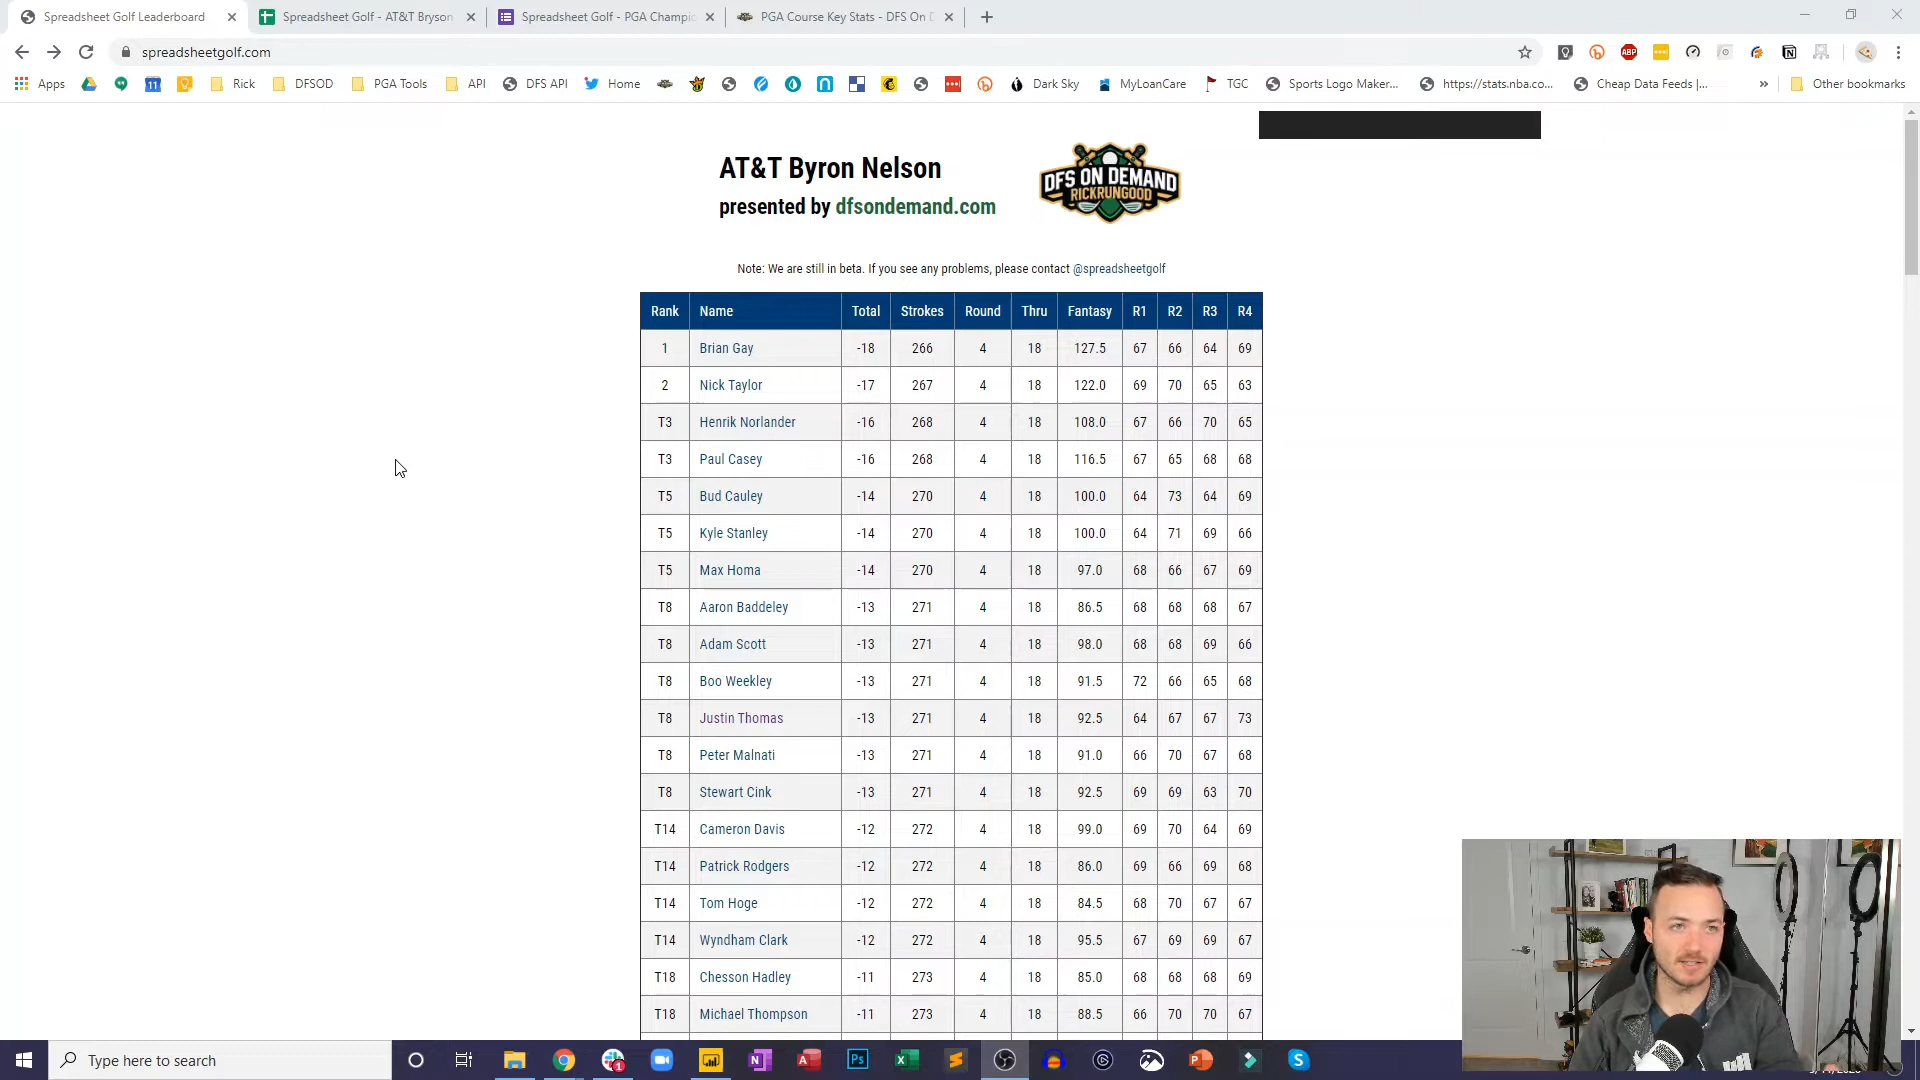 Spreadsheet Golf Leaderboard
Spreadsheet Golf - AT&T Bryson
Spreadsheet Golf - PGA Champic
PGA Course Key Stats - DFS On D
spreadsheetgolf.com
ABP
Apps
11
Rick
DFSOD
PGA Tools
API
DFS API
Home
Dark Sky
MyLoanCare
TGC
Sports Logo Maker...
https://stats.nba.co...
Cheap Data Feeds |...
»
Other bookmarks
AT&T Byron Nelson
presented by dfsondemand.com
DFS ON DEMAND
RICKRUNGOOD
Note: We are still in beta. If you see any problems, please contact @spreadsheetgolf
Rank Name Total Strokes Round Thru Fantasy R1 R2 R3 R4
1 Brian Gay -18 266 4 18 127.5 67 66 64 69
2 Nick Taylor -17 267 4 18 122.0 69 70 65 63
T3 Henrik Norlander -16 268 4 18 108.0 67 66 70 65
T3 Paul Casey -16 268 4 18 116.5 67 65 68 68
T5 Bud Cauley -14 270 4 18 100.0 64 73 64 69
T5 Kyle Stanley -14 270 4 18 100.0 64 71 69 66
T5 Max Homa -14 270 4 18 97.0 68 66 67 69
T8 Aaron Baddeley -13 271 4 18 86.5 68 68 68 67
T8 Adam Scott -13 271 4 18 98.0 68 68 69 66
T8 Boo Weekley -13 271 4 18 91.5 72 66 65 68
T8 Justin Thomas -13 271 4 18 92.5 64 67 67 73
T8 Peter Malnati -13 271 4 18 91.0 66 70 67 68
T8 Stewart Cink -13 271 4 18 92.5 69 69 63 70
T14 Cameron Davis -12 272 4 18 99.0 69 70 64 69
T14 Patrick Rodgers -12 272 4 18 86.0 69 66 69 68
T14 Tom Hoge -12 272 4 18 84.5 68 70 67 67
T14 Wyndham Clark -12 272 4 18 95.5 67 69 69 67
T18 Chesson Hadley -11 273 4 18 85.0 68 68 68 69
T18 Michael Thompson -11 273 4 18 88.5 66 70 70 67
Type here to search